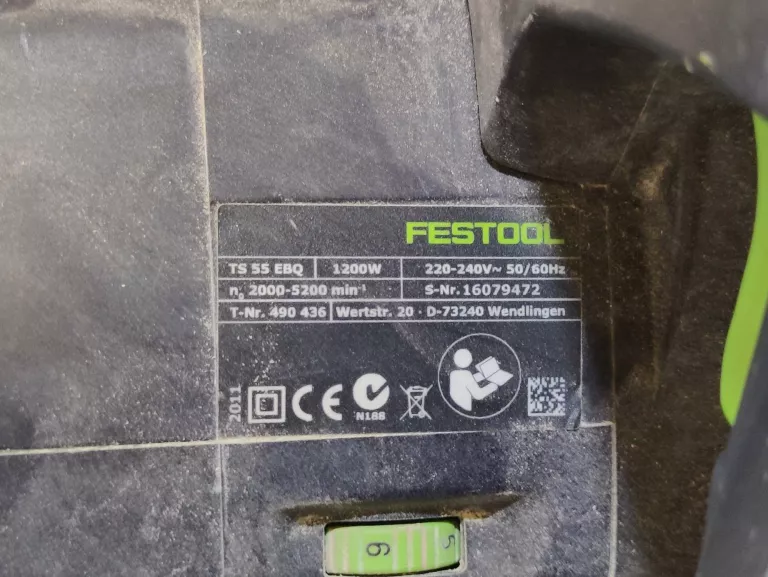 FESTOOL
TS 55 EBQ 1200W 220-240V~ 50/60Hz
n₀ 2000-5200 min⁻¹ S-Nr. 16079472
T-Nr. 490 436 Wertstr. 20 · D-73240 Wendlingen
2011 CE N188
6 5